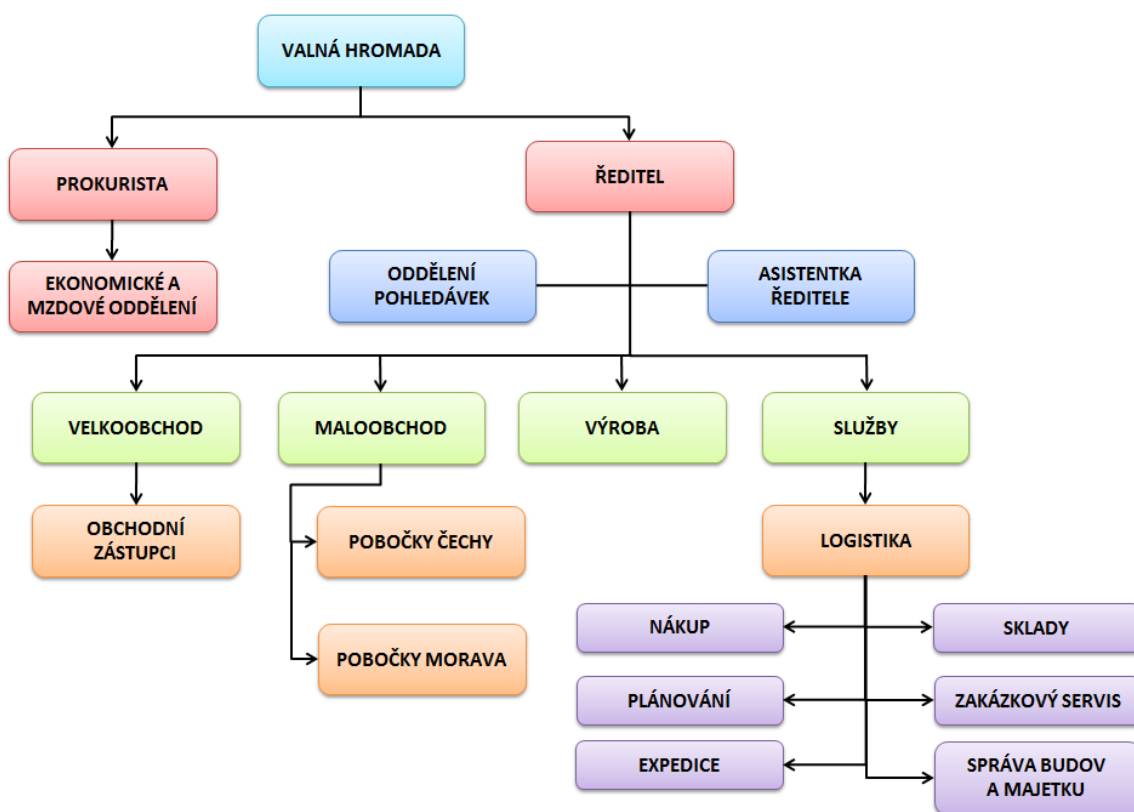 VALNÁ HROMADA
PROKURISTA
ŘEDITEL
EKONOMICKÉ A
MZDOVÉ ODDĚLENÍ
ODDĚLENÍ
POHLEDÁVEK
ASISTENTKA
ŘEDITELE
VELKOOBCHOD
MALOOBCHOD
VÝROBA
SLUŽBY
OBCHODNÍ
ZÁSTUPCI
POBOČKY ČECHY
LOGISTIKA
POBOČKY MORAVA
NÁKUP
SKLADY
PLÁNOVÁNÍ
ZAKÁZKOVÝ SERVIS
EXPEDICE
SPRÁVA BUDOV
A MAJETKU